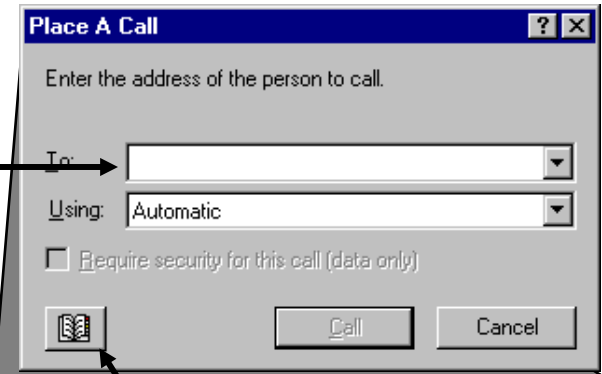 Place A Call
Enter the address of the person to call.
To:
Using: Automatic
Require security for this call (data only)
Call Cancel